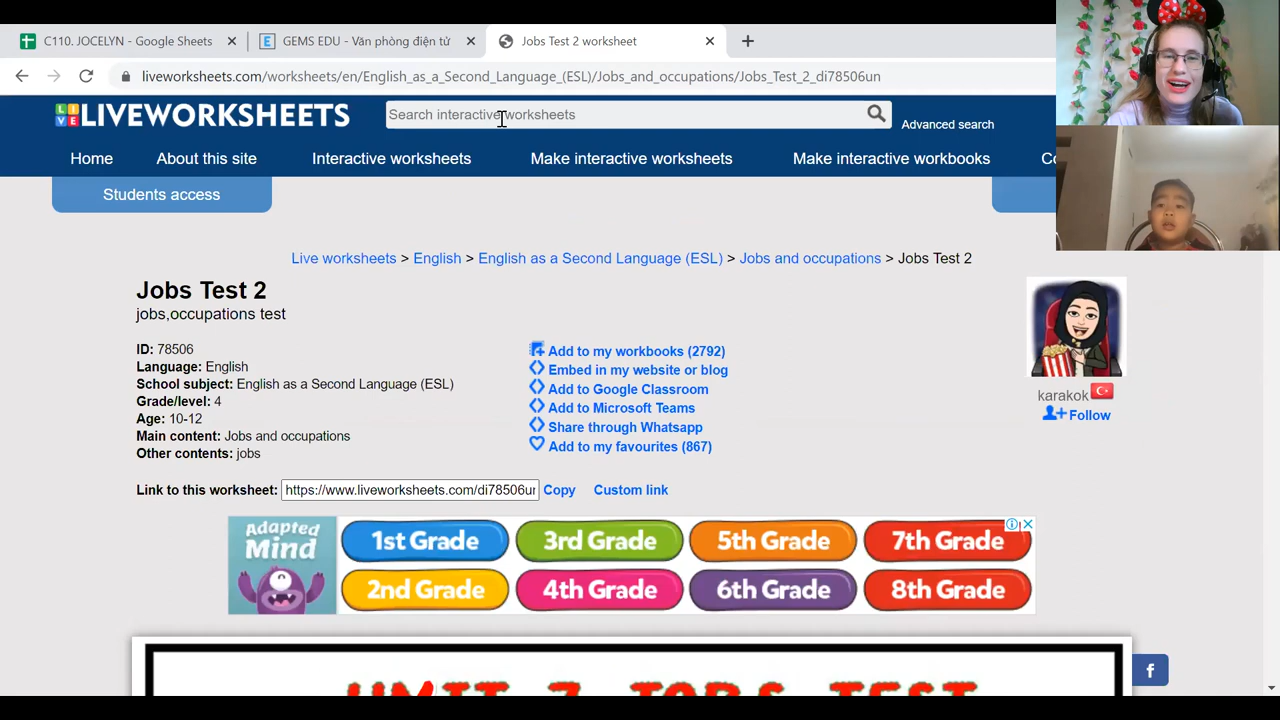 C110. JOCELYN - Google Sheets
GEMS EDU - Văn phòng điện tử
Jobs Test 2 worksheet
liveworksheets.com/worksheets/en/English_as_a_Second_Language_(ESL)/Jobs_and_occupations/Jobs_Test_2_di78506un
LIVEWORKSHEETS
Search interactive worksheets
Advanced search
Home
About this site
Interactive worksheets
Make interactive worksheets
Make interactive workbooks
Students access
Live worksheets > English > English as a Second Language (ESL) > Jobs and occupations > Jobs Test 2
Jobs Test 2
jobs,occupations test
ID: 78506
Language: English
School subject: English as a Second Language (ESL)
Grade/level: 4
Age: 10-12
Main content: Jobs and occupations
Other contents: jobs
Add to my workbooks (2792)
Embed in my website or blog
Add to Google Classroom
Add to Microsoft Teams
Share through Whatsapp
Add to my favourites (867)
karakok
Follow
Link to this worksheet: https://www.liveworksheets.com/di78506un Copy Custom link
Adapted Mind
1st Grade 3rd Grade 5th Grade 7th Grade
2nd Grade 4th Grade 6th Grade 8th Grade
UNIT 7 JOBS TEST